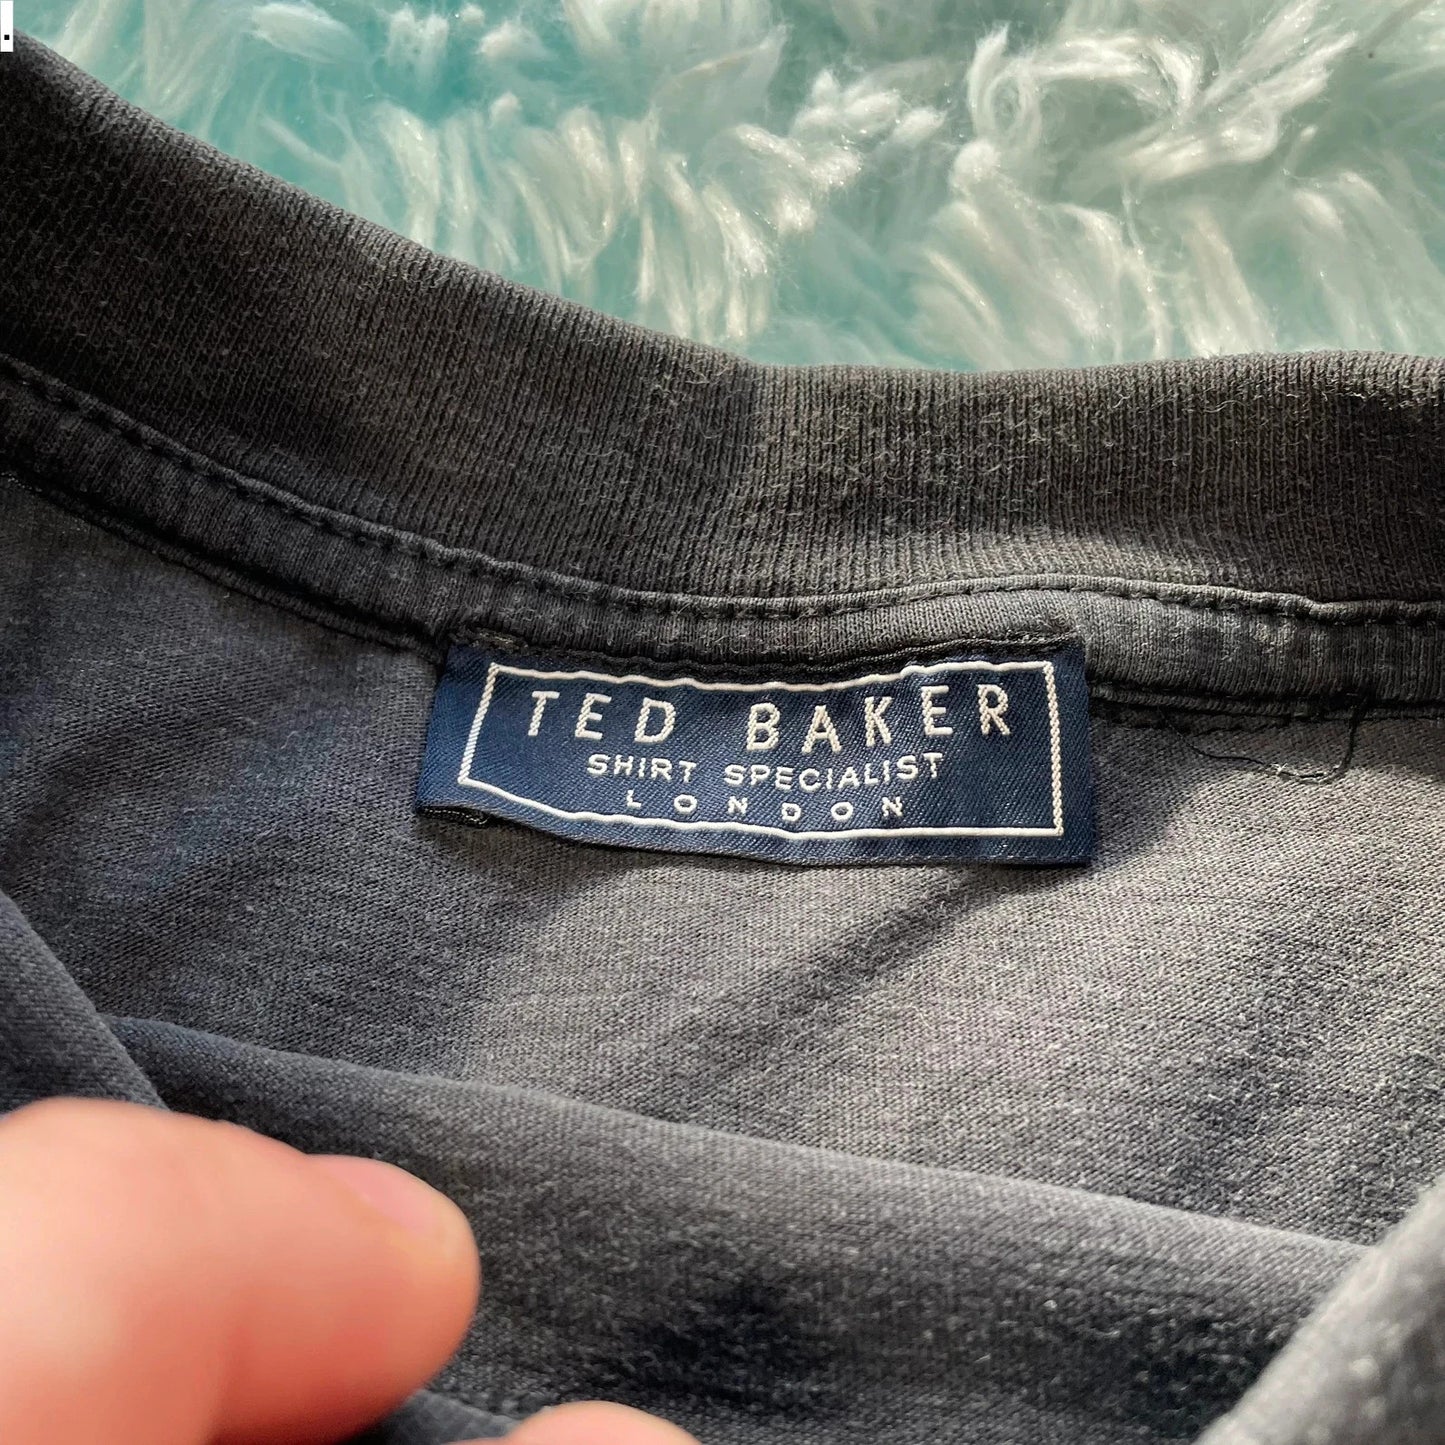 .
TED BAKER
SHIRT SPECIALIST
LONDON